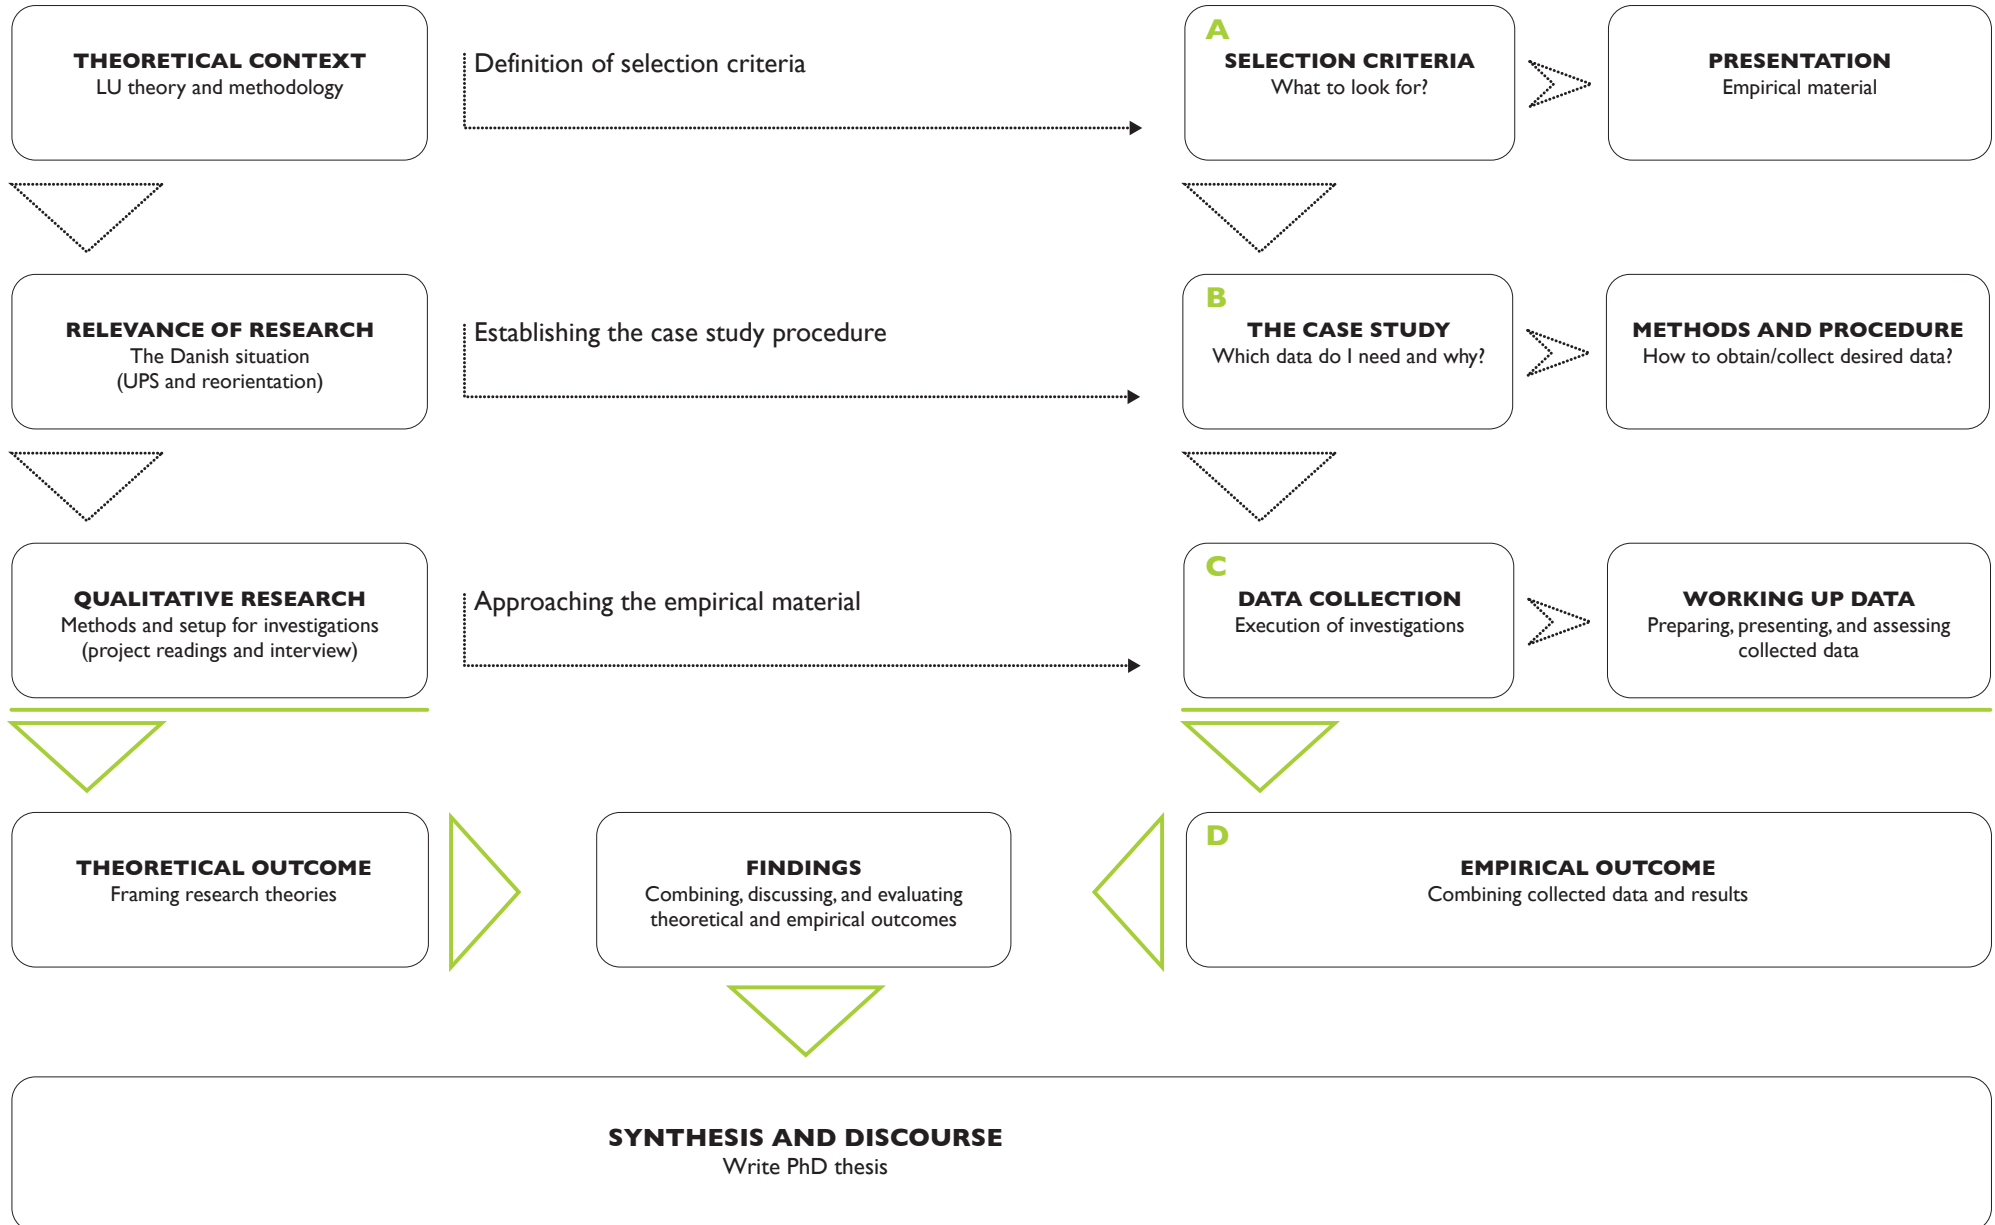 THEORETICAL CONTEXT
LU theory and methodology
Definition of selection criteria
A
SELECTION CRITERIA
What to look for?
PRESENTATION
Empirical material
RELEVANCE OF RESEARCH
The Danish situation
(UPS and reorientation)
Establishing the case study procedure
B
THE CASE STUDY
Which data do I need and why?
METHODS AND PROCEDURE
How to obtain/collect desired data?
QUALITATIVE RESEARCH
Methods and setup for investigations
(project readings and interview)
Approaching the empirical material
C
DATA COLLECTION
Execution of investigations
WORKING UP DATA
Preparing, presenting, and assessing
collected data
THEORETICAL OUTCOME
Framing research theories
FINDINGS
Combining, discussing, and evaluating
theoretical and empirical outcomes
D
EMPIRICAL OUTCOME
Combining collected data and results
SYNTHESIS AND DISCOURSE
Write PhD thesis